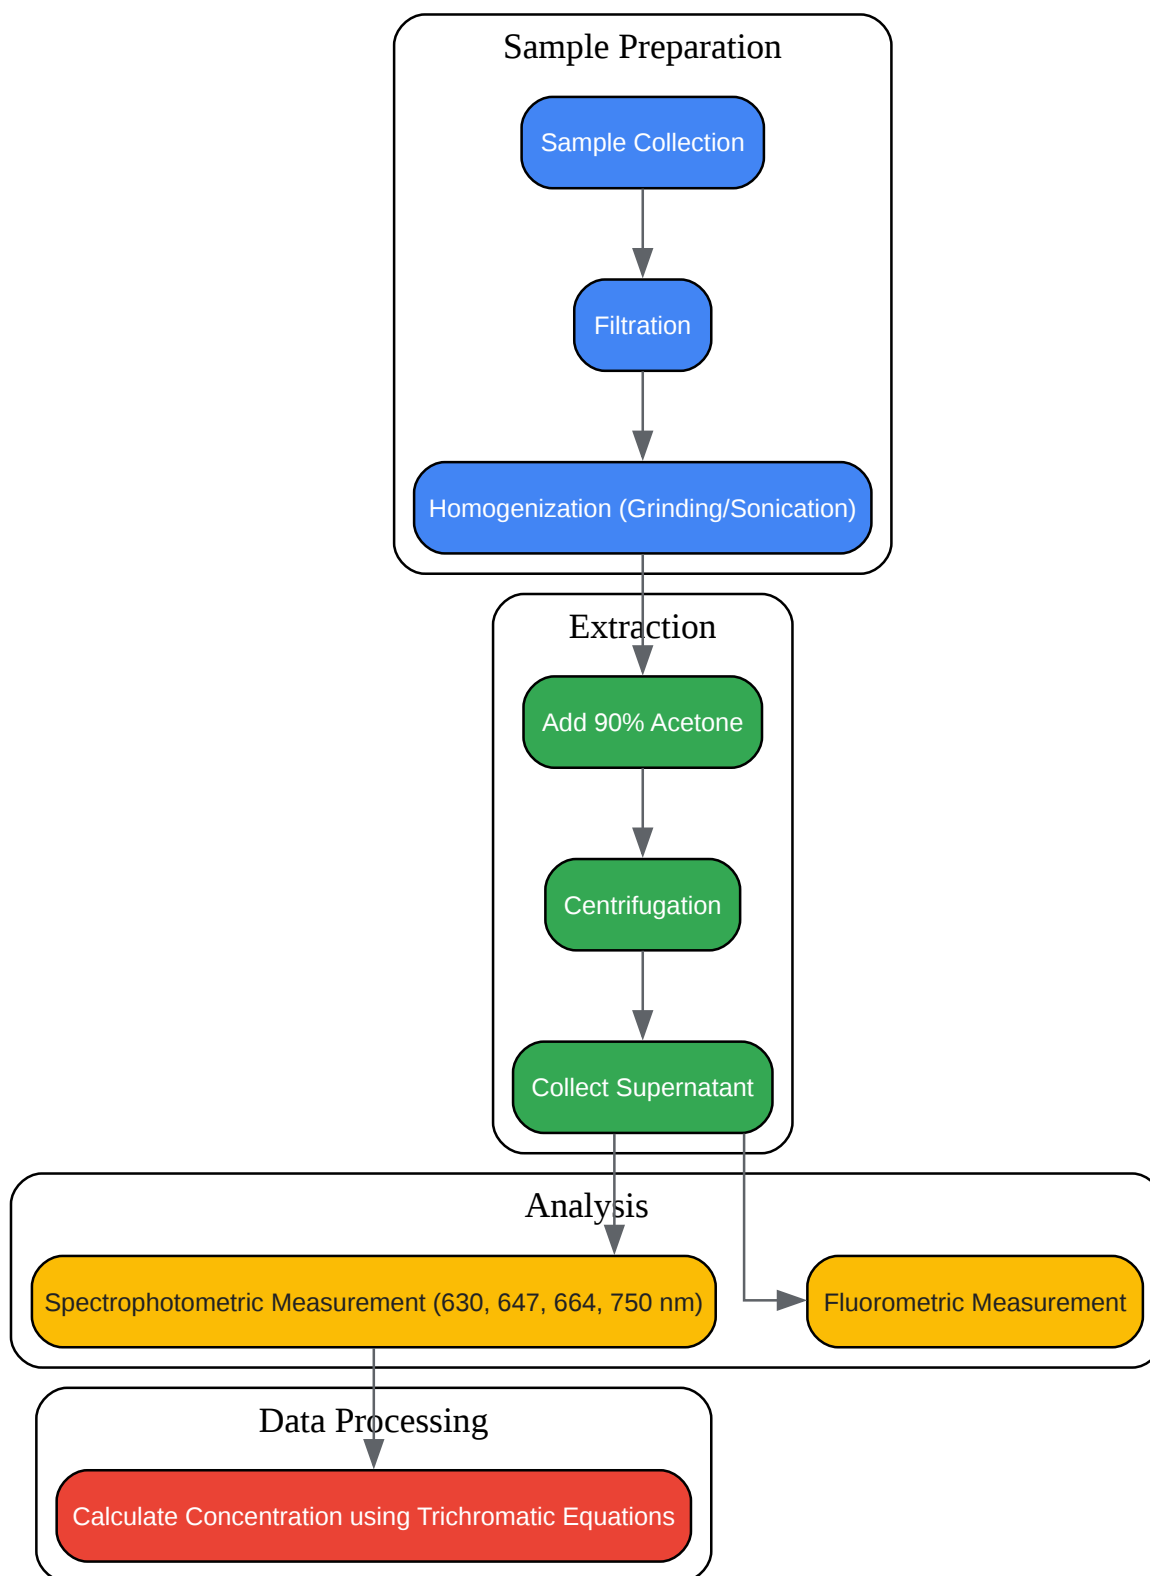 Sample Preparation
Sample Collection
Filtration
Homogenization (Grinding/Sonication)
Extraction
Add 90% Acetone
Centrifugation
Collect Supernatant
Analysis
Spectrophotometric Measurement (630, 647, 664, 750 nm)
Fluorometric Measurement
Data Processing
Calculate Concentration using Trichromatic Equations